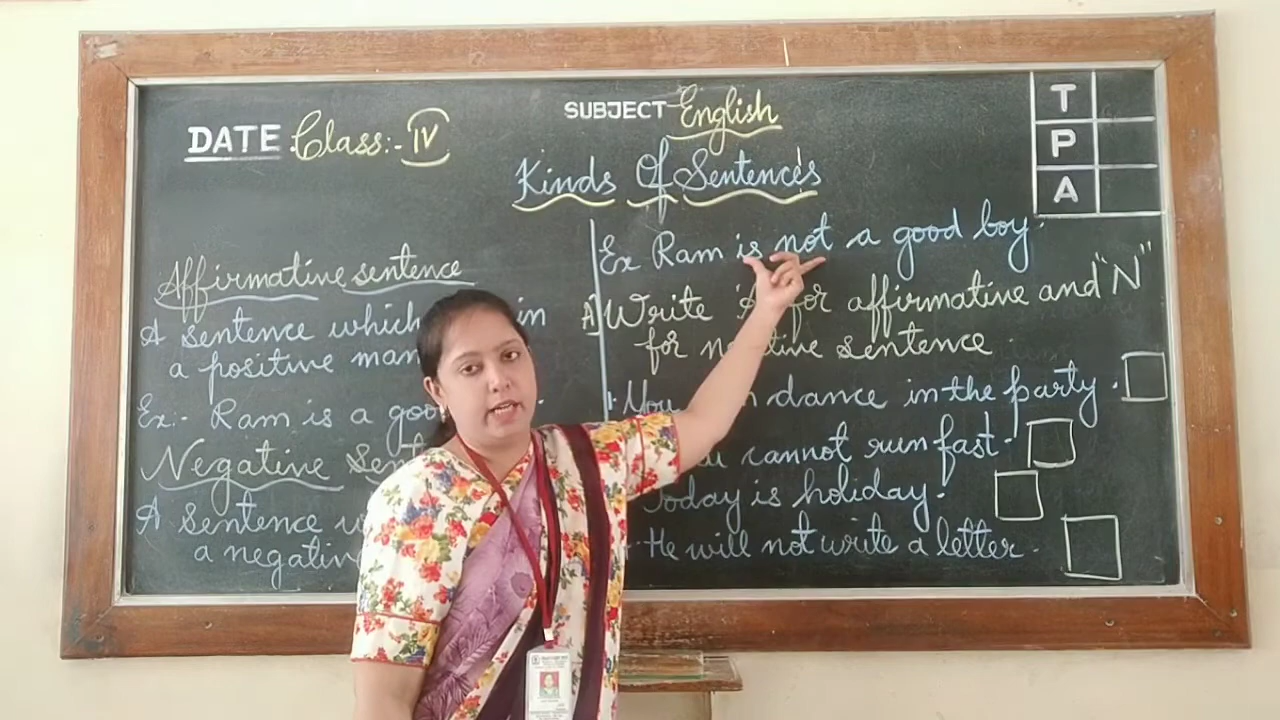 SUBJECT English
DATE Class:- IV
Kinds Of Sentences
T
P
A
Affirmative sentence
A sentence which in
a positive
Ex:- Ram is a
Negative
A sentence
a negative
Ex Ram is not a good boy.
A) Write A for affirmative and "N"
for sentence
You dance in the party.
cannot run fast.
Today is holiday.
He will not write a letter.